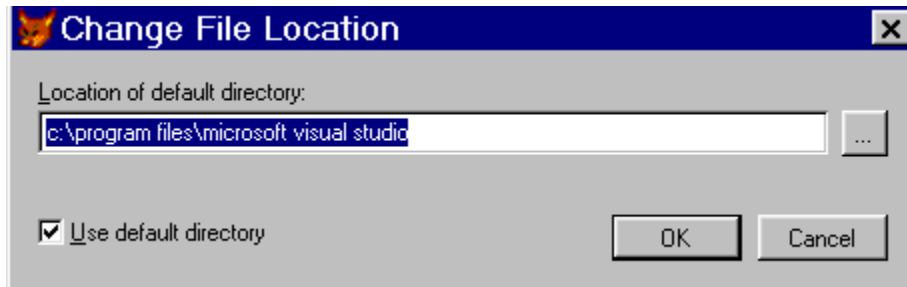 Change File Location
Location of default directory:
c:\program files\microsoft visual studio
...
Use default directory
OK
Cancel